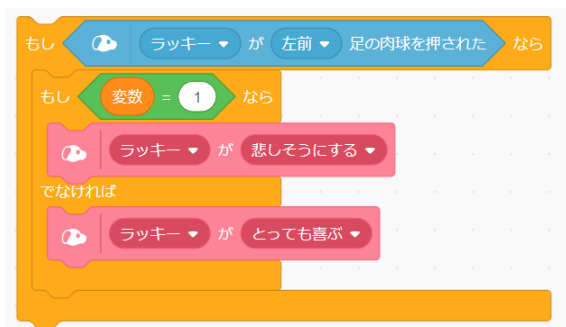 もし ラッキー が 左前 足の肉球を押された なら
もし 変数 = 1 なら
ラッキー が 悲しそうにする
でなければ
ラッキー が とっても喜ぶ